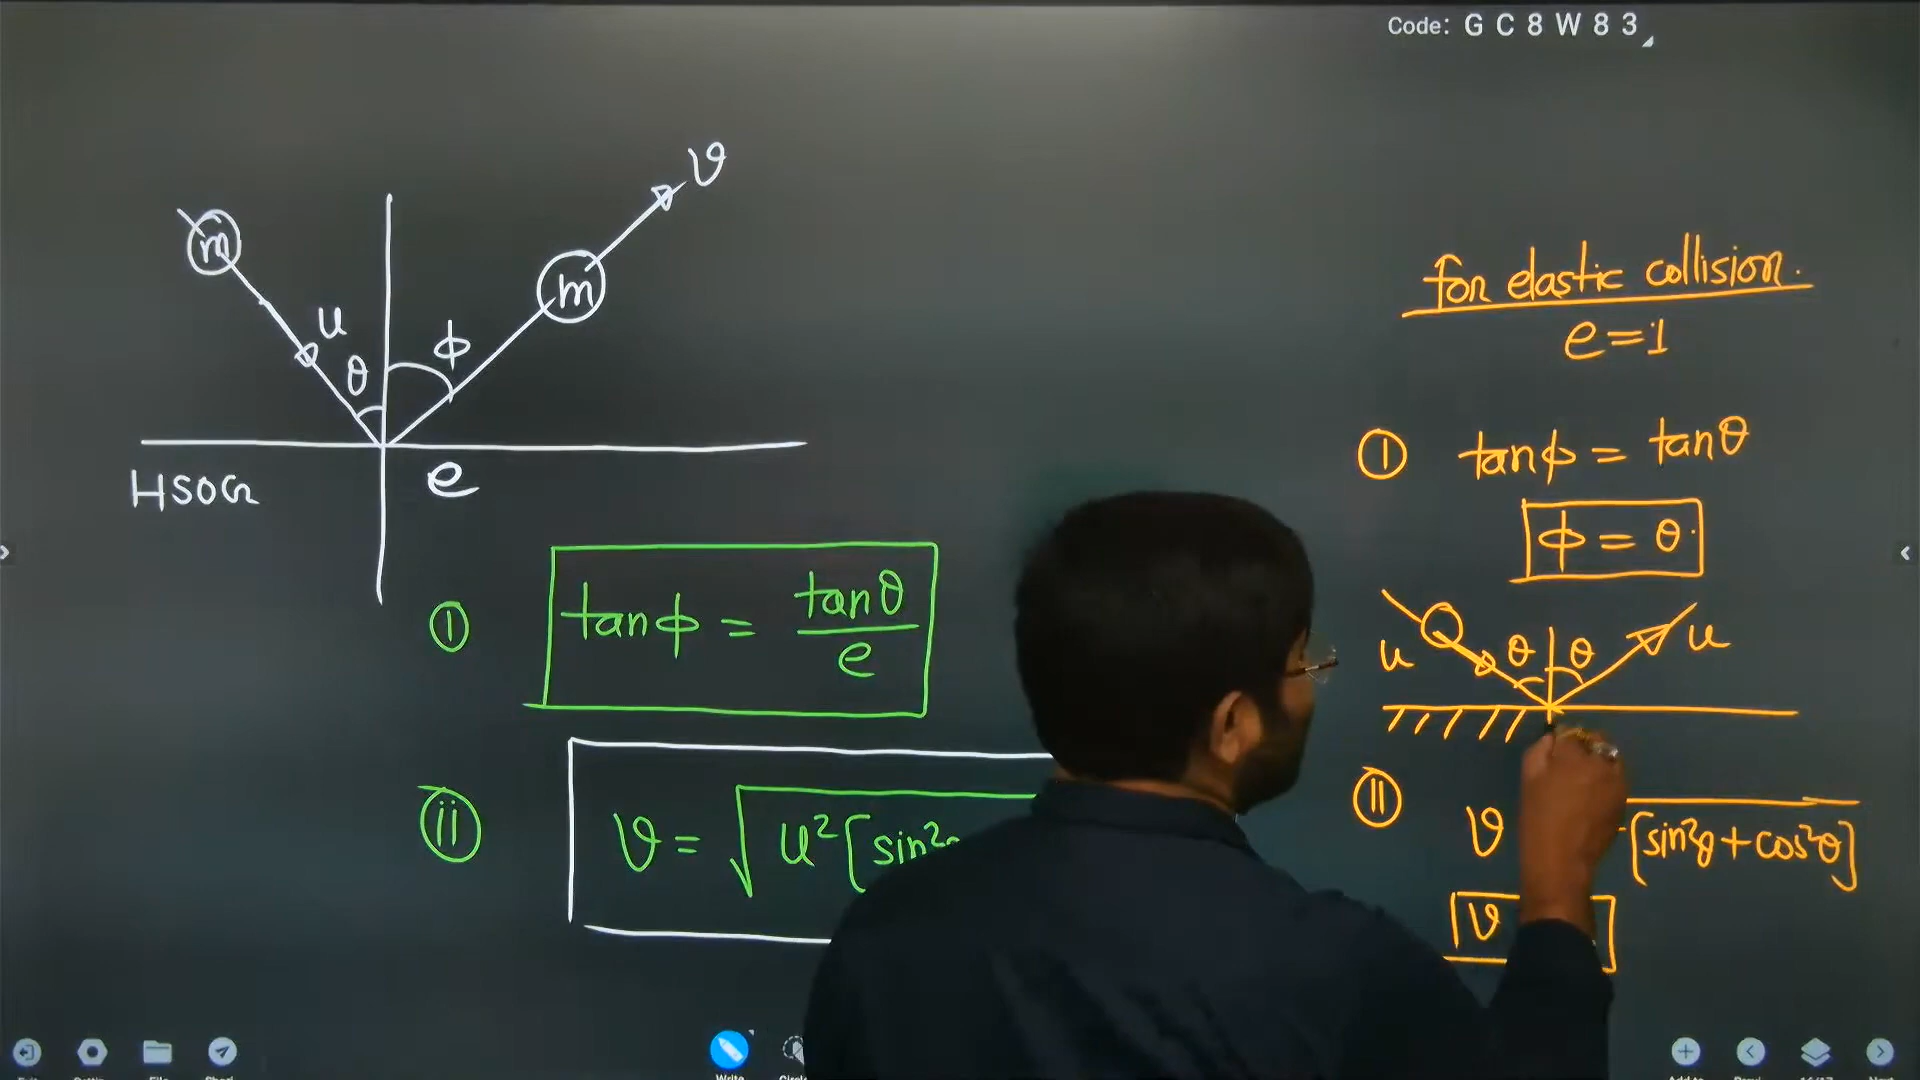 Code: G C 8 W 8 3
m
m
v
u
θ
ϕ
e
① tanϕ = tanθ / e
ⅱ v = √u²[sin²
for elastic collision.
e=1
① tanϕ = tanθ
ϕ = θ
u θ θ u
ⅱ v [sin²θ+cos²θ]
v
Write